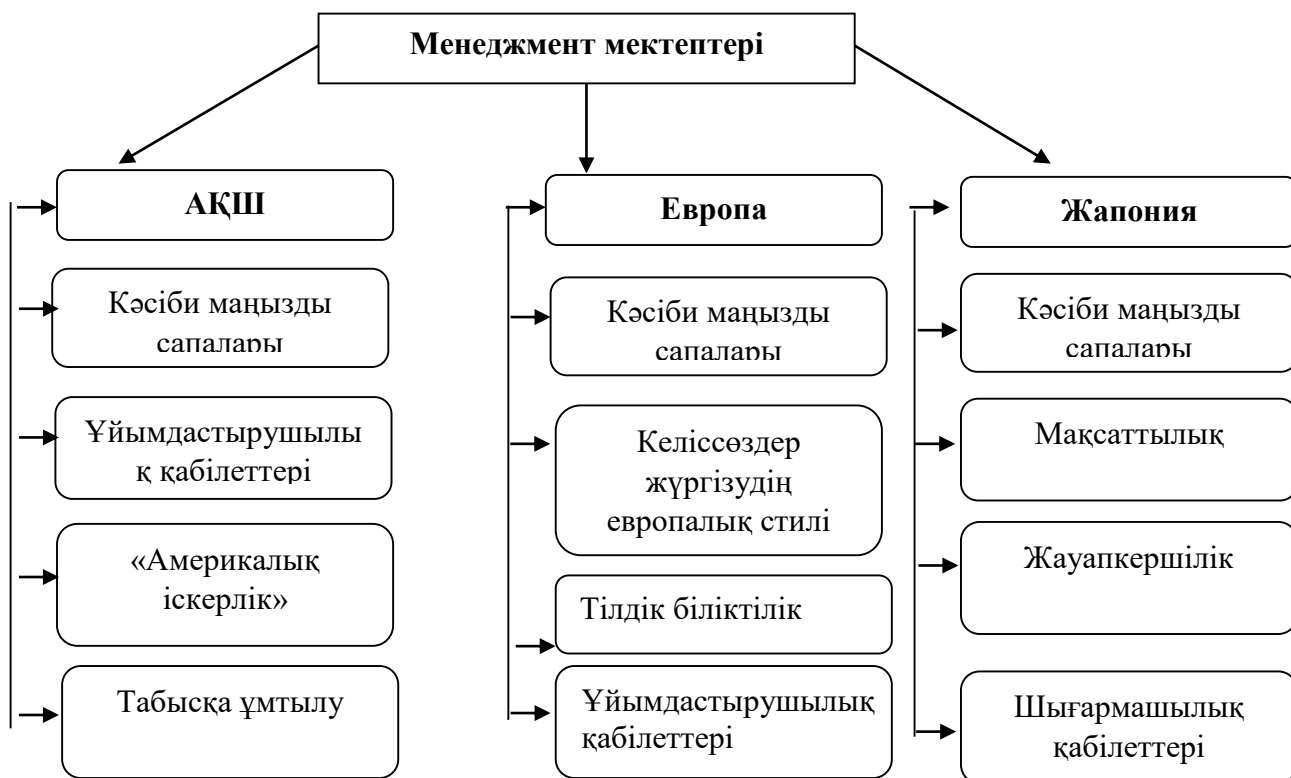 Менеджмент мектептері
АҚШ
Кәсіби маңызды
сапалары
Ұйымдастырушылы
қ қабілеттері
«Америкалық
іскерлік»
Табысқа ұмтылу
Европа
Кәсіби маңызды
сапалары
Келіссөздер
жүргізудің
европалық стилі
Тілдік біліктілік
Ұйымдастырушылық
қабілеттері
Жапония
Кәсіби маңызды
сапалары
Мақсаттылық
Жауапкершілік
Шығармашылық
қабілеттері